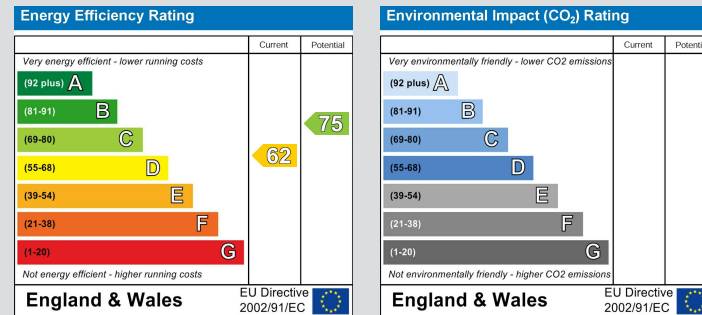 Energy Efficiency Rating
Current Potential
Very energy efficient - lower running costs
(92 plus) A
(81-91) B
75
(69-80) C
62
(55-68) D
(39-54) E
(21-38) F
(1-20) G
Not energy efficient - higher running costs
England & Wales
EU Directive
2002/91/EC
Environmental Impact (CO₂) Rating
Current Potenti
Very environmentally friendly - lower CO2 emissions
(92 plus) A
(81-91) B
(69-80) C
(55-68) D
(39-54) E
(21-38) F
(1-20) G
Not environmentally friendly - higher CO2 emissions
England & Wales
EU Directive
2002/91/EC